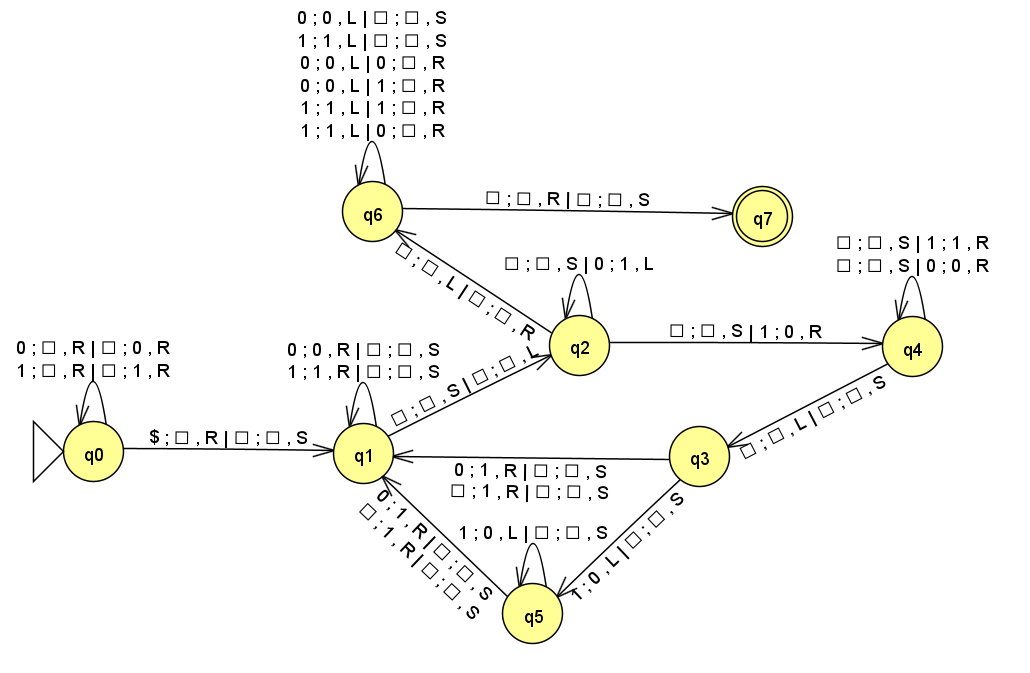 0 ; 0 , L | □ ; □ , S
1 ; 1 , L | □ ; □ , S
0 ; 0 , L | 0 ; □ , R
0 ; 0 , L | 1 ; □ , R
1 ; 1 , L | 1 ; □ , R
1 ; 1 , L | 0 ; □ , R
q6
□ ; □ , R | □ ; □ , S
q7
□ ; □ , L | □ ; □ , R
□ ; □ , S | 0 ; 1 , L
q2
□ ; □ , S | 1 ; 0 , R
□ ; □ , S | 1 ; 1 , R
□ ; □ , S | 0 ; 0 , R
q4
0 ; □ , R | □ ; 0 , R
1 ; □ , R | □ ; 1 , R
q0
$ ; □ , R | □ ; □ , S
0 ; 0 , R | □ ; □ , S
1 ; 1 , R | □ ; □ , S
q1
□ ; □ , S | □ ; □ , L
□ ; □ , L | □ ; □ , S
q3
0 ; 1 , R | □ ; □ , S
□ ; 1 , R | □ ; □ , S
0 ; 1 , R | □ ; □ , S
□ ; 1 , R | □ ; □ , S
1 ; 0 , L | □ ; □ , S
q5
1 ; 0 , L | □ ; □ , S